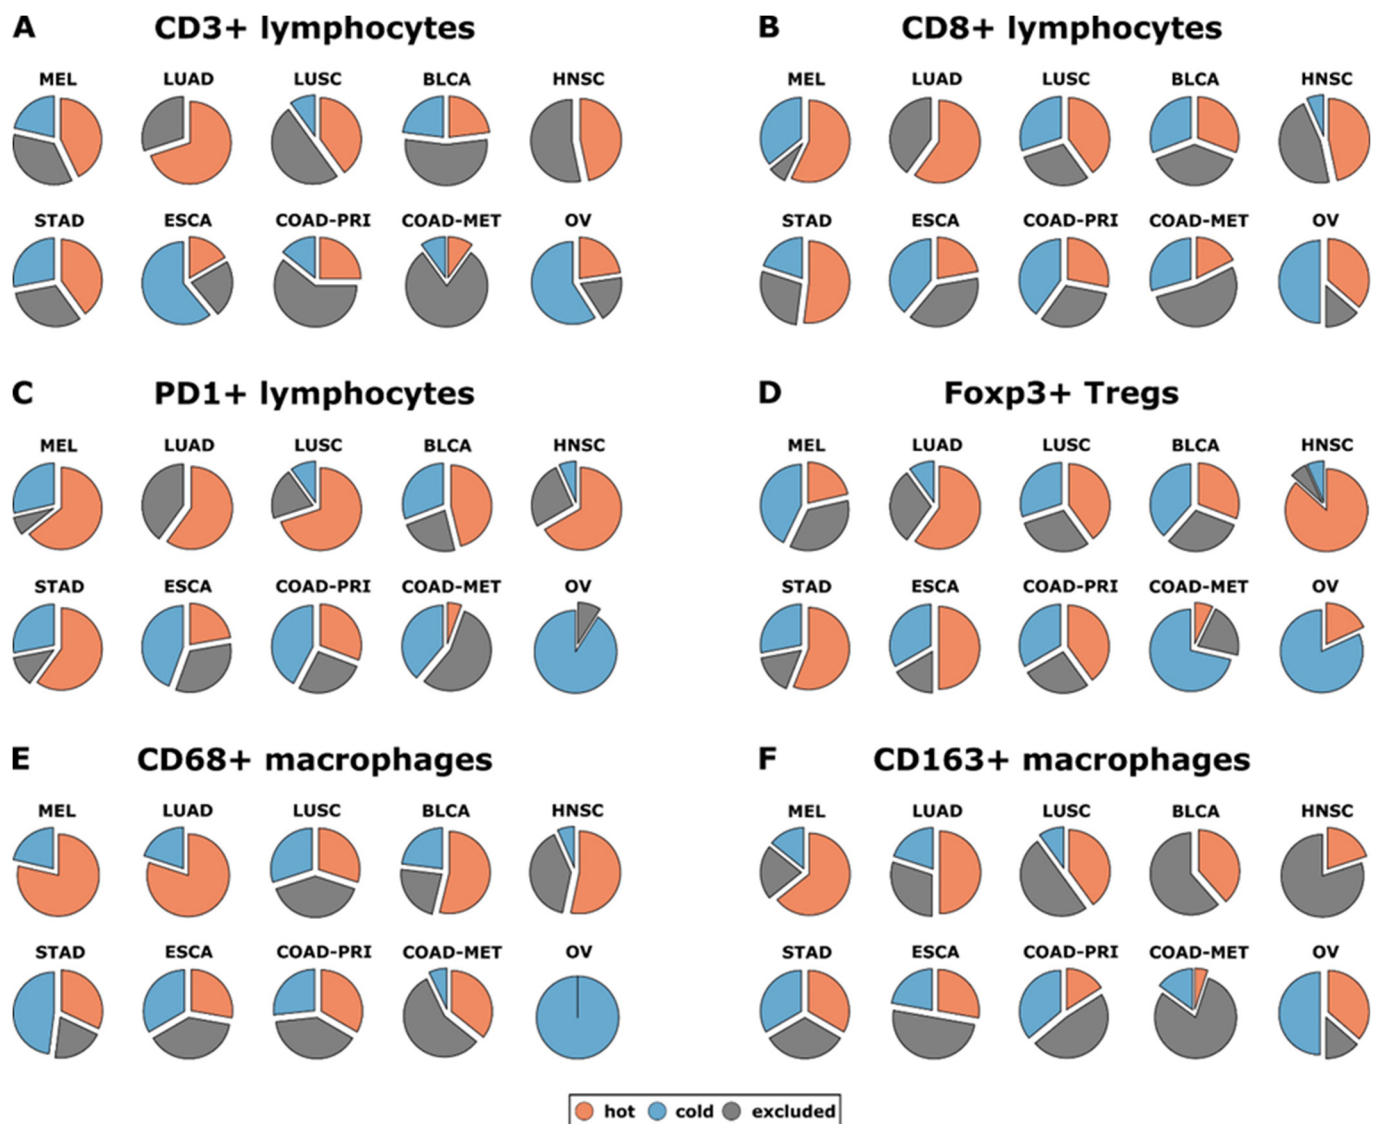 A CD3+ lymphocytes
MEL LUAD LUSC BLCA HNSC
STAD ESCA COAD-PRI COAD-MET OV
B CD8+ lymphocytes
MEL LUAD LUSC BLCA HNSC
STAD ESCA COAD-PRI COAD-MET OV
C PD1+ lymphocytes
MEL LUAD LUSC BLCA HNSC
STAD ESCA COAD-PRI COAD-MET OV
D Foxp3+ Tregs
MEL LUAD LUSC BLCA HNSC
STAD ESCA COAD-PRI COAD-MET OV
E CD68+ macrophages
MEL LUAD LUSC BLCA HNSC
STAD ESCA COAD-PRI COAD-MET OV
F CD163+ macrophages
MEL LUAD LUSC BLCA HNSC
STAD ESCA COAD-PRI COAD-MET OV
hot cold excluded